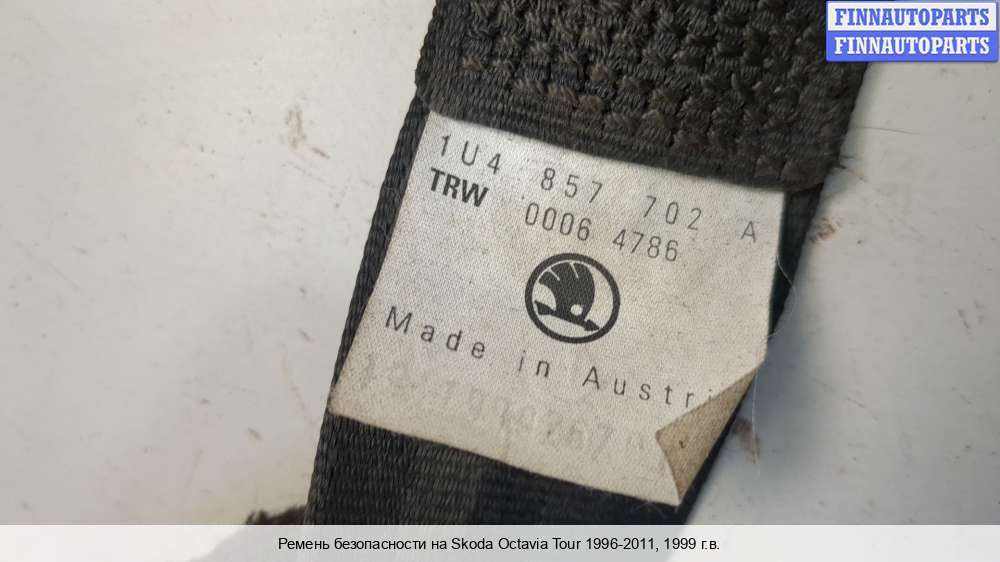 FINNAUTOPARTS
FINNAUTOPARTS
1U4 857 702 A
TRW 0006 4786
Made in Austri
Ремень безопасности на Skoda Octavia Tour 1996-2011, 1999 г.в.